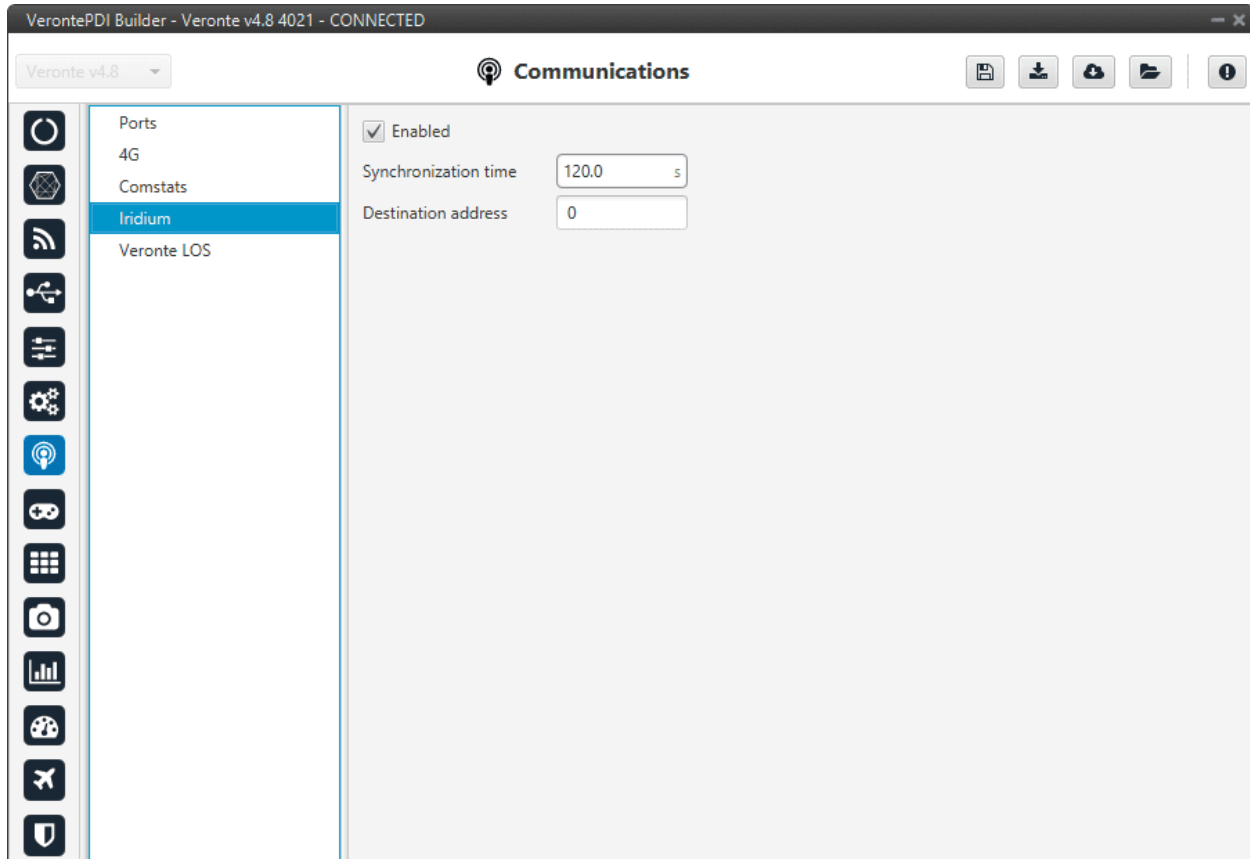 VerontePDI Builder - Veronte v4.8 4021 - CONNECTED
Veronte v4.8
Communications
Ports
4G
Comstats
Iridium
Veronte LOS
Enabled
Synchronization time 120.0 s
Destination address 0